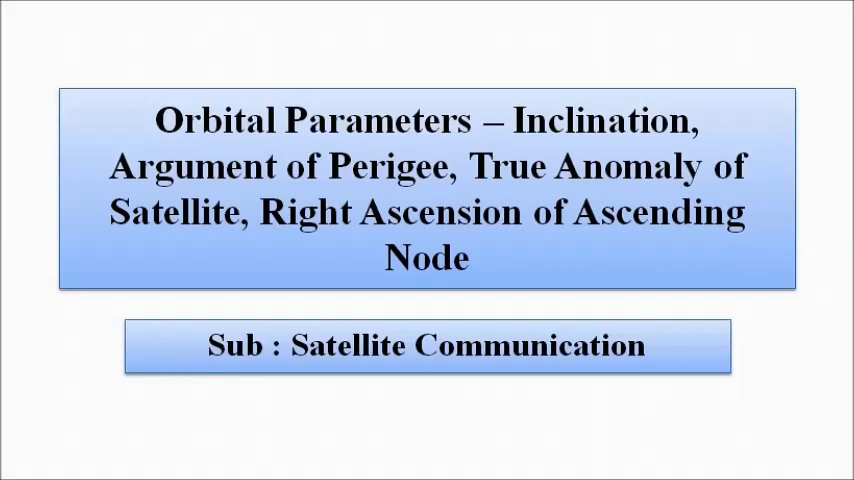 Orbital Parameters – Inclination,
Argument of Perigee, True Anomaly of
Satellite, Right Ascension of Ascending
Node
Sub : Satellite Communication